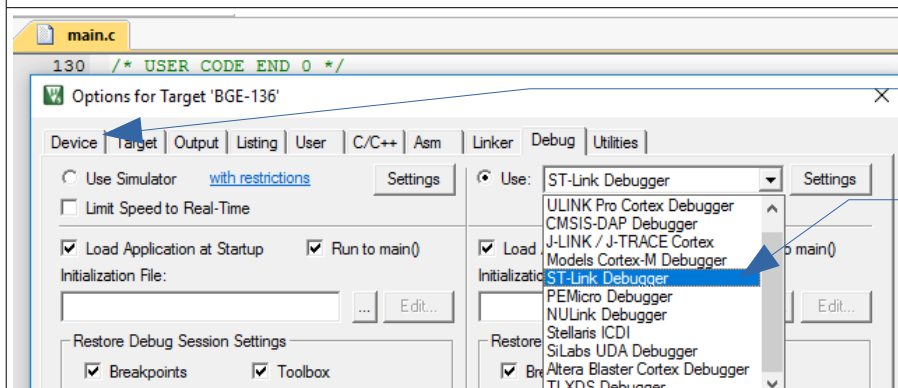 main.c
130 /* USER CODE END 0 */
Options for Target 'BGE-136'
Device Target Output Listing User C/C++ Asm Linker Debug Utilities
Use Simulator with restrictions Settings Use: ST-Link Debugger Settings
Limit Speed to Real-Time
ULINK Pro Cortex Debugger
CMSIS-DAP Debugger
J-LINK / J-TRACE Cortex
Models Cortex-M Debugger
ST-Link Debugger
PEMicro Debugger
NULink Debugger
Stellaris ICDI
SiLabs UDA Debugger
Altera Blaster Cortex Debugger
TI XDS Debugger
Load Application at Startup Run to main() Load main()
Initialization File:
... Edit... Edit...
Restore Debug Session Settings Restore
Breakpoints Toolbox